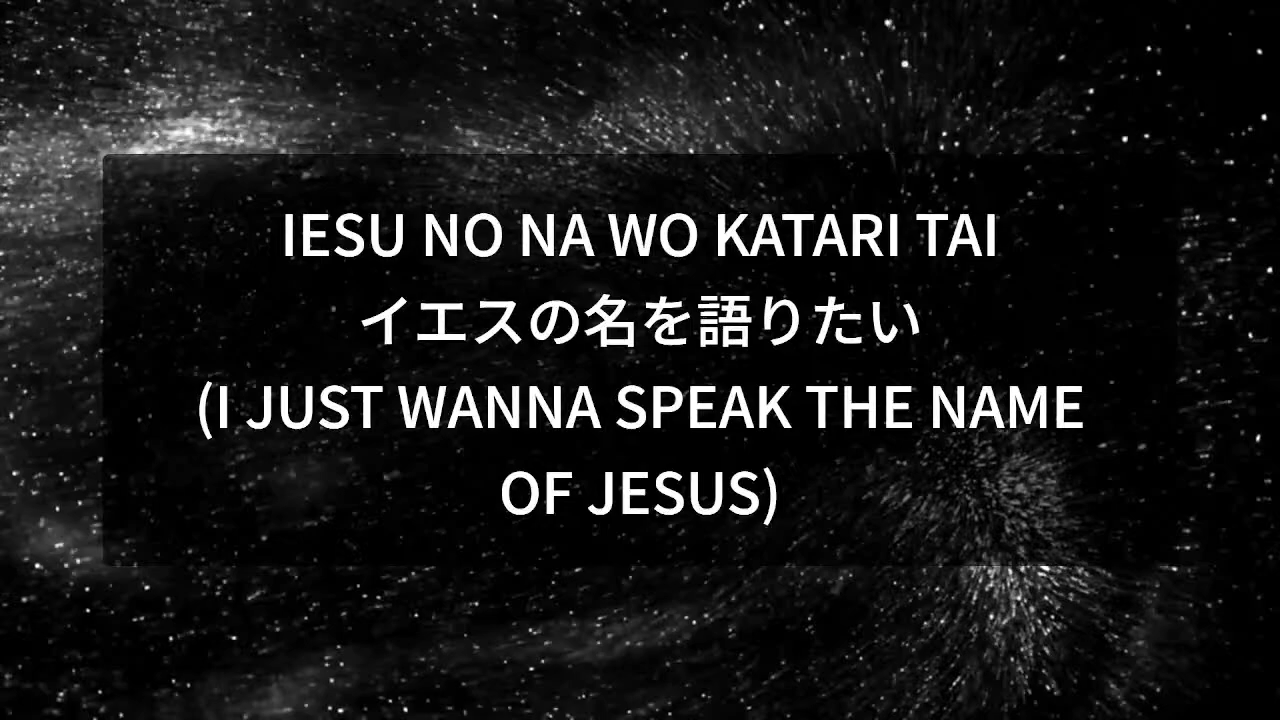 IESU NO NA WO KATARI TAI
イエスの名を語りたい
(I JUST WANNA SPEAK THE NAME
OF JESUS)